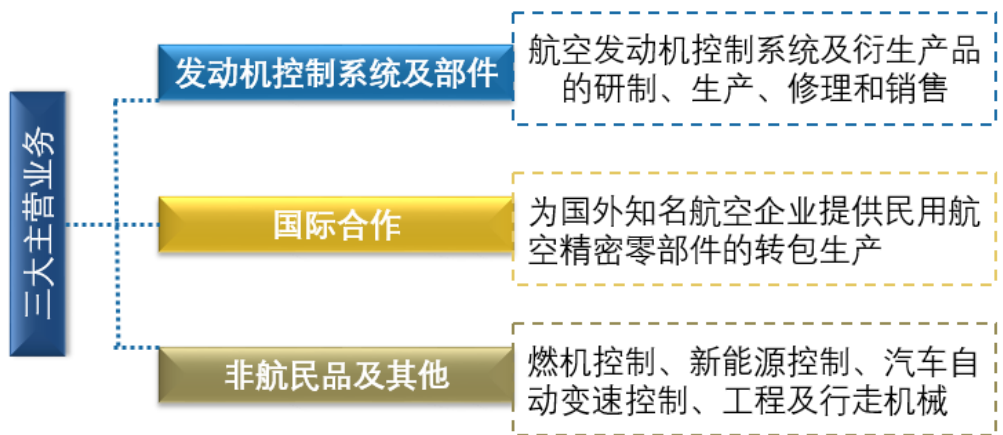 三大主营业务
发动机控制系统及部件
航空发动机控制系统及衍生产品
的研制、生产、修理和销售
国际合作
为国外知名航空企业提供民用航
空精密零部件的转包生产
非航民品及其他
燃机控制、新能源控制、汽车自
动变速控制、工程及行走机械